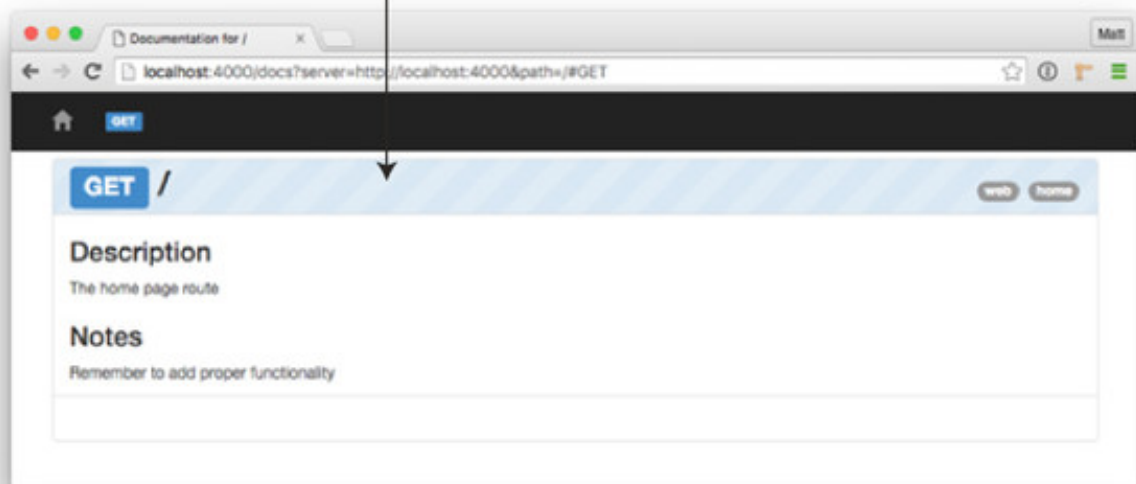 Documentation for /
Matt
localhost:4000/docs?server=http://localhost:4000&path=/#GET
GET
GET /
web home
Description
The home page route
Notes
Remember to add proper functionality